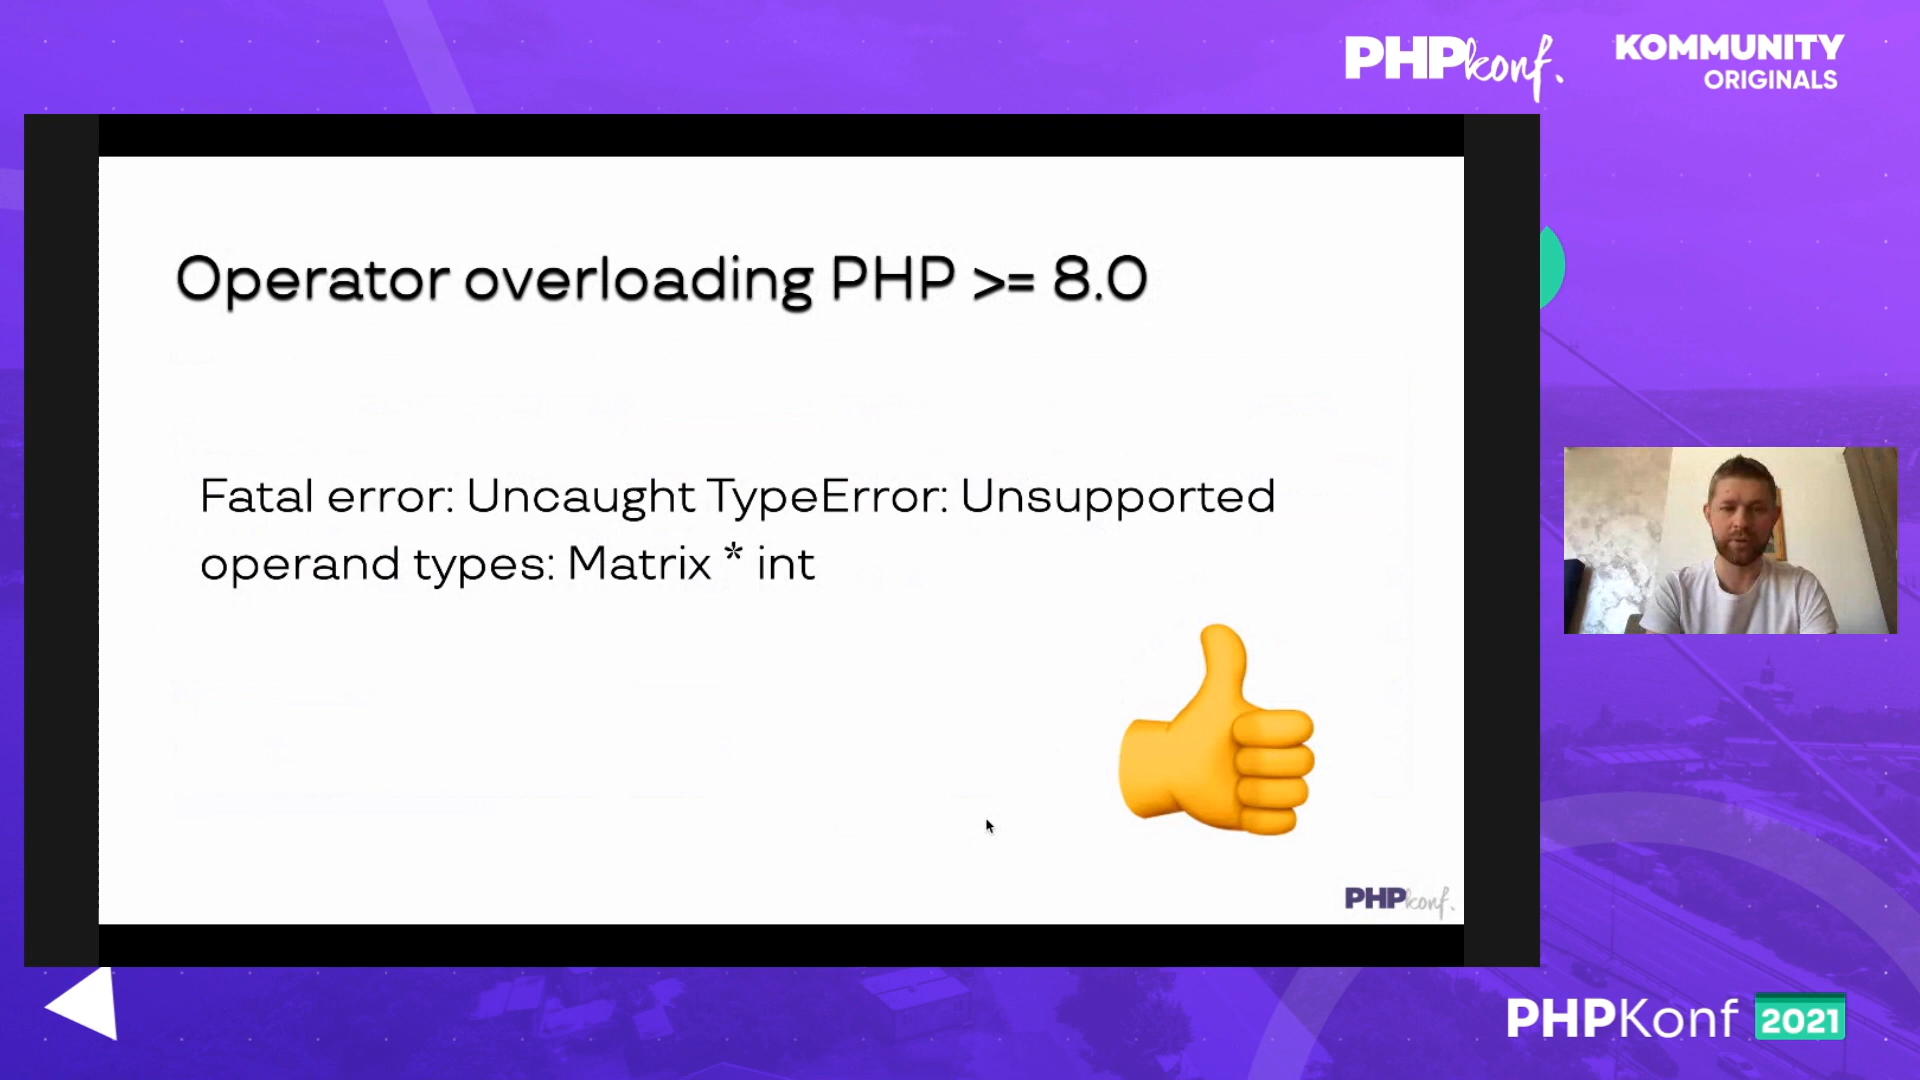 PHPkonf.
KOMMUNITY
ORIGINALS
Operator overloading PHP >= 8.0
Fatal error: Uncaught TypeError: Unsupported
operand types: Matrix * int
PHPkonf.
PHPKonf 2021